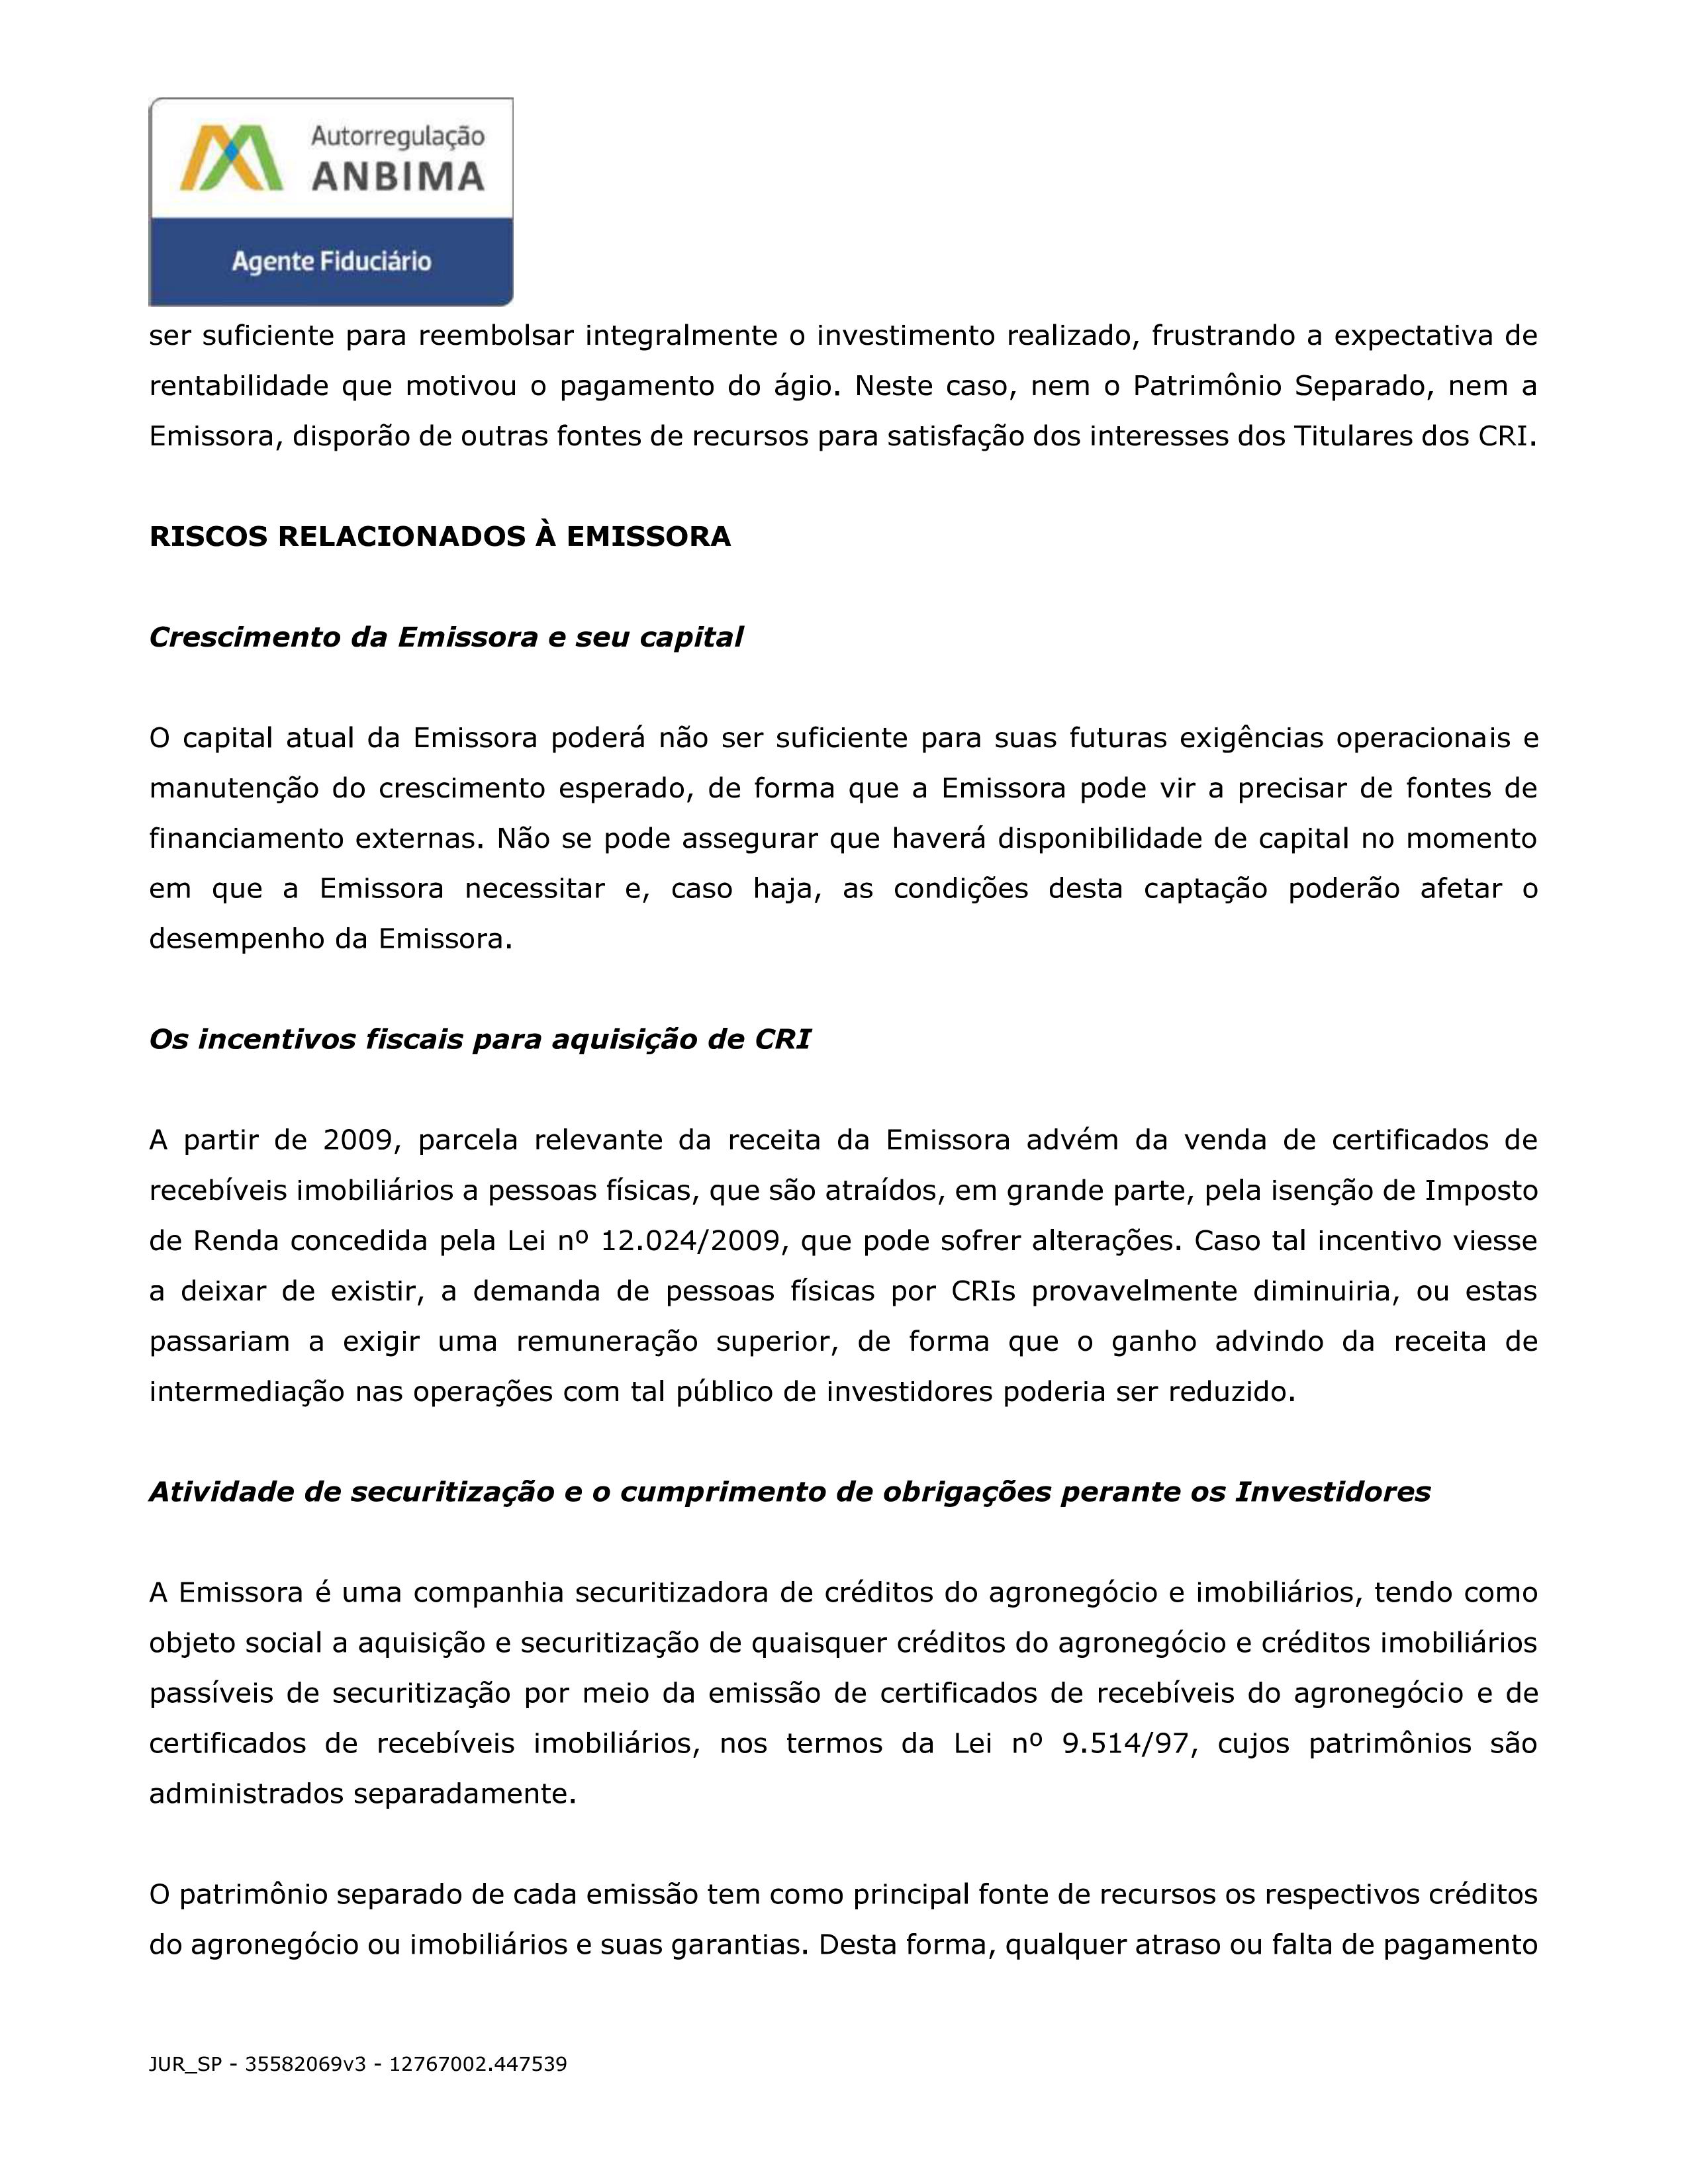 Autorregulação
ANBIMA
Agente Fiduciário
ser suficiente para reembolsar integralmente o investimento realizado, frustrando a expectativa de
rentabilidade que motivou o pagamento do ágio. Neste caso, nem o Patrimônio Separado, nem a
Emissora, disporão de outras fontes de recursos para satisfação dos interesses dos Titulares dos CRI.
RISCOS RELACIONADOS À EMISSORA
Crescimento da Emissora e seu capital
O capital atual da Emissora poderá não ser suficiente para suas futuras exigências operacionais e
manutenção do crescimento esperado, de forma que a Emissora pode vir a precisar de fontes de
financiamento externas. Não se pode assegurar que haverá disponibilidade de capital no momento
em que a Emissora necessitar e, caso haja, as condições desta captação poderão afetar o
desempenho da Emissora.
Os incentivos fiscais para aquisição de CRI
A partir de 2009, parcela relevante da receita da Emissora advém da venda de certificados de
recebíveis imobiliários a pessoas físicas, que são atraídos, em grande parte, pela isenção de Imposto
de Renda concedida pela Lei nº 12.024/2009, que pode sofrer alterações. Caso tal incentivo viesse
a deixar de existir, a demanda de pessoas físicas por CRIs provavelmente diminuiria, ou estas
passariam a exigir uma remuneração superior, de forma que o ganho advindo da receita de
intermediação nas operações com tal público de investidores poderia ser reduzido.
Atividade de securitização e o cumprimento de obrigações perante os Investidores
A Emissora é uma companhia securitizadora de créditos do agronegócio e imobiliários, tendo como
objeto social a aquisição e securitização de quaisquer créditos do agronegócio e créditos imobiliários
passíveis de securitização por meio da emissão de certificados de recebíveis do agronegócio e de
certificados de recebíveis imobiliários, nos termos da Lei nº 9.514/97, cujos patrimônios são
administrados separadamente.
O patrimônio separado de cada emissão tem como principal fonte de recursos os respectivos créditos
do agronegócio ou imobiliários e suas garantias. Desta forma, qualquer atraso ou falta de pagamento
JUR_SP - 35582069v3 - 12767002.447539